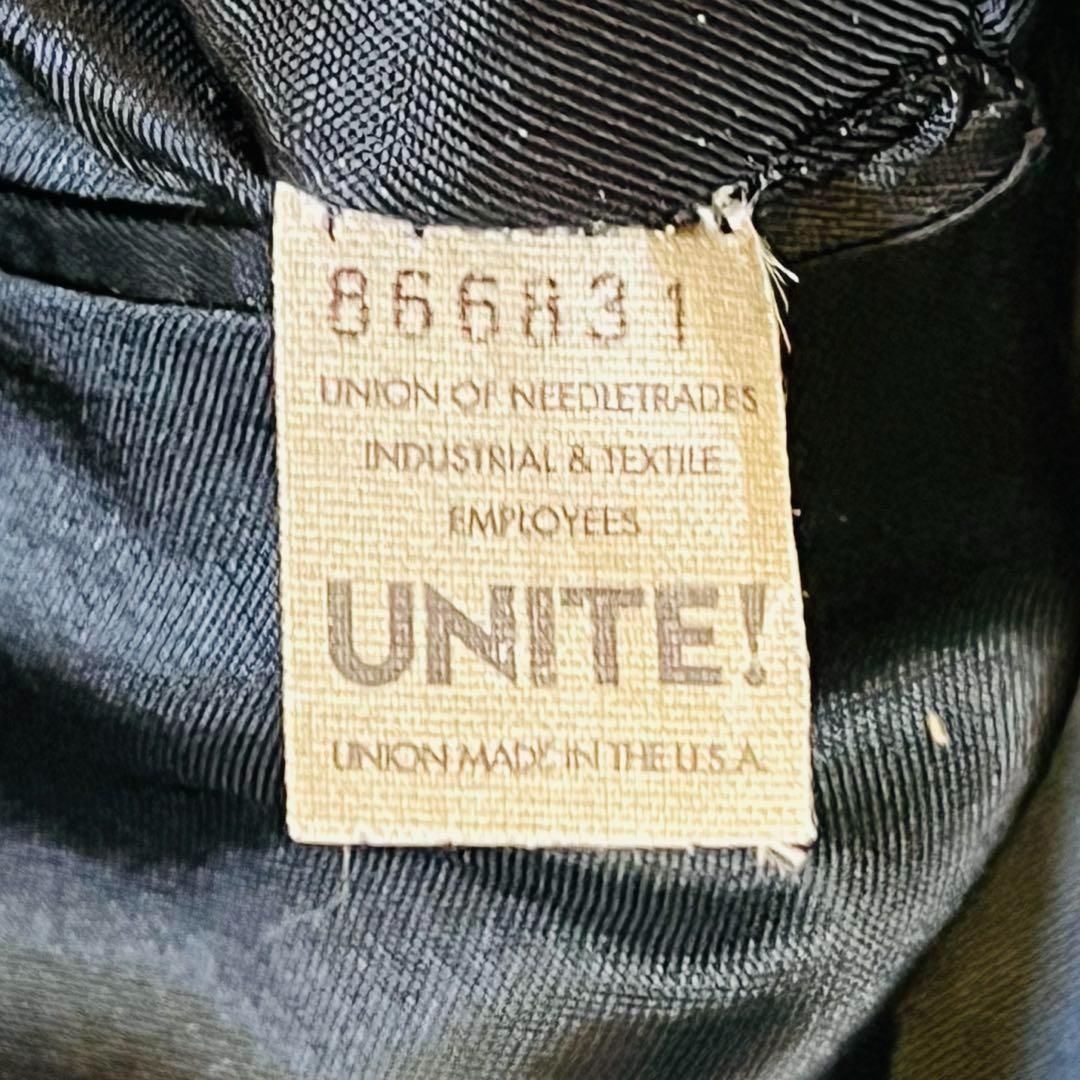 866831
UNION OF NEEDLETRADES
INDUSTRIAL & TEXTILE
EMPLOYEES
UNITE!
UNION MADE IN THE U.S.A.